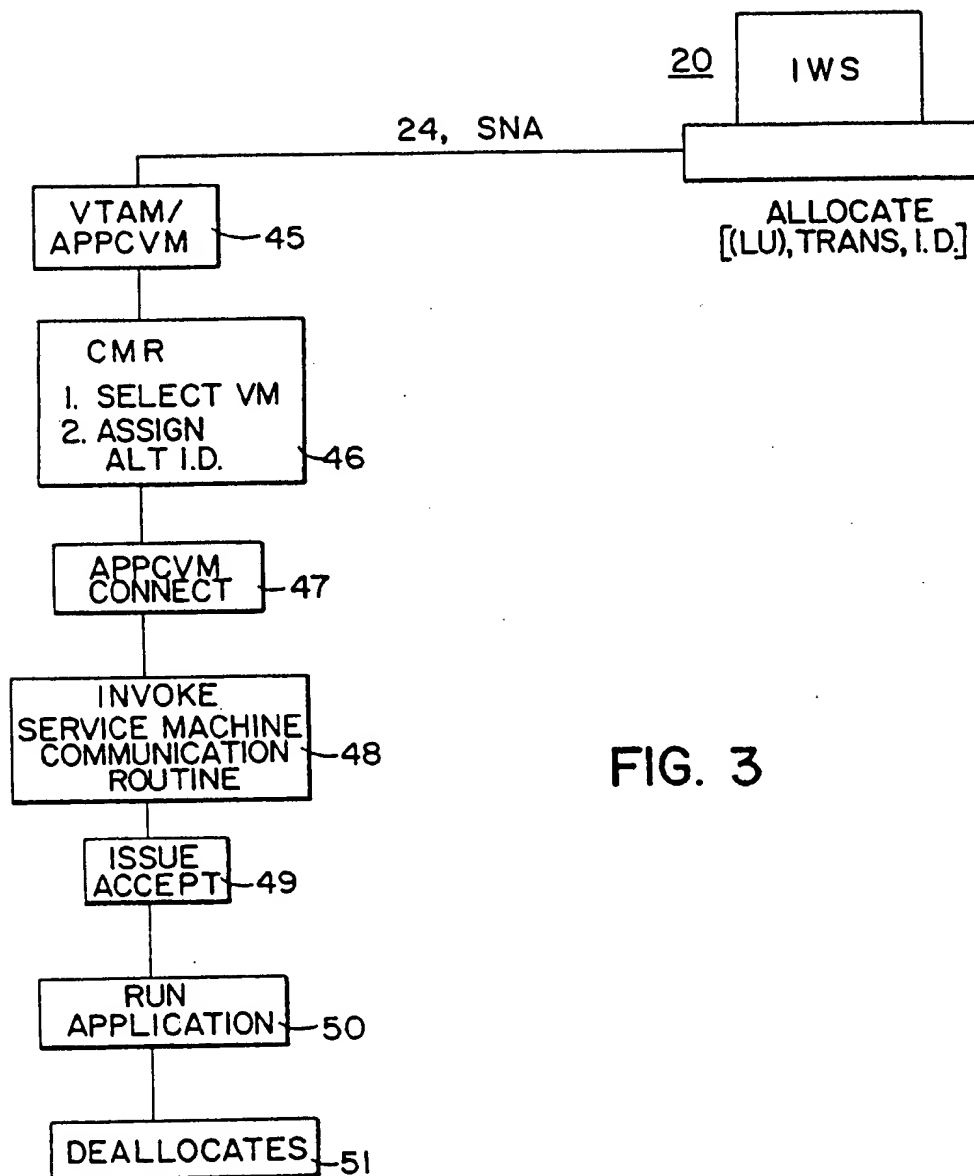 20
IWS
24, SNA
ALLOCATE
[(LU), TRANS, I.D.]
VTAM/
APPCVM
45
CMR
1. SELECT VM
2. ASSIGN
ALT I.D.
46
APPCVM
CONNECT
47
INVOKE
SERVICE MACHINE
COMMUNICATION
ROUTINE
48
FIG. 3
ISSUE
ACCEPT
49
RUN
APPLICATION
50
DEALLOCATES
51